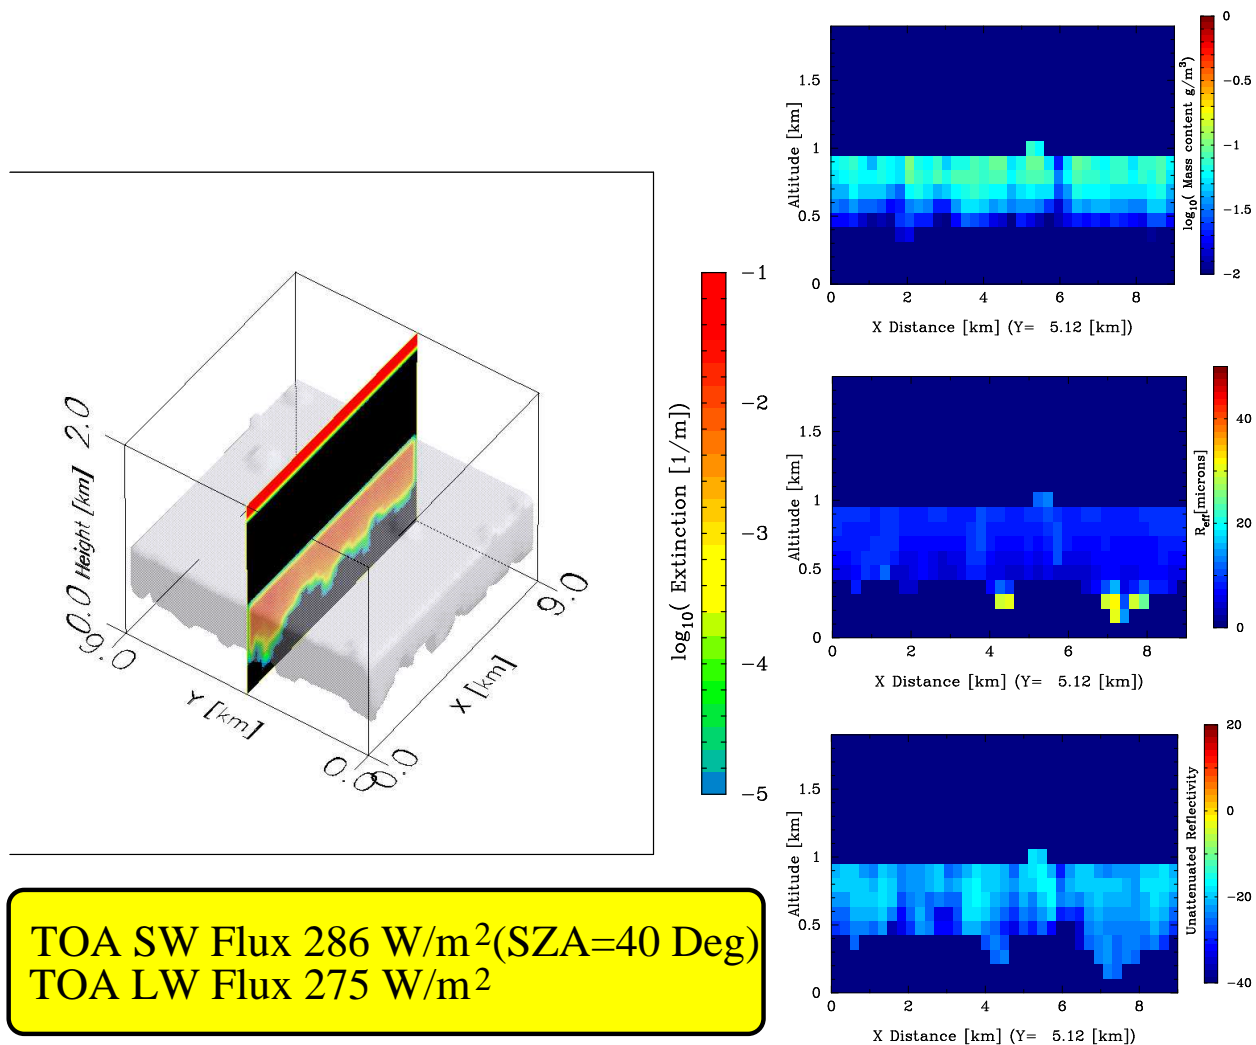 0
1.5
-0.5
1
-1
0.5
-1.5
0
-2
0 2 4 6 8
Altitude [km]
log10( Mass content g/m3)
X Distance [km] (Y= 5.12 [km])
-1
-2
-3
-4
-5
log10( Extinction [1/m])
2.0
0.0
Height [km]
9.0
Y [km]
0.0
0.0
X [km]
9.0
1.5
40
1
20
0.5
0
0
0 2 4 6 8
Altitude [km]
Reff[microns]
X Distance [km] (Y= 5.12 [km])
20
1.5
0
1
-20
0.5
0
-40
0 2 4 6 8
Altitude [km]
Unattenuated Reflectivity
X Distance [km] (Y= 5.12 [km])
TOA SW Flux 286 W/m2(SZA=40 Deg)
TOA LW Flux 275 W/m2